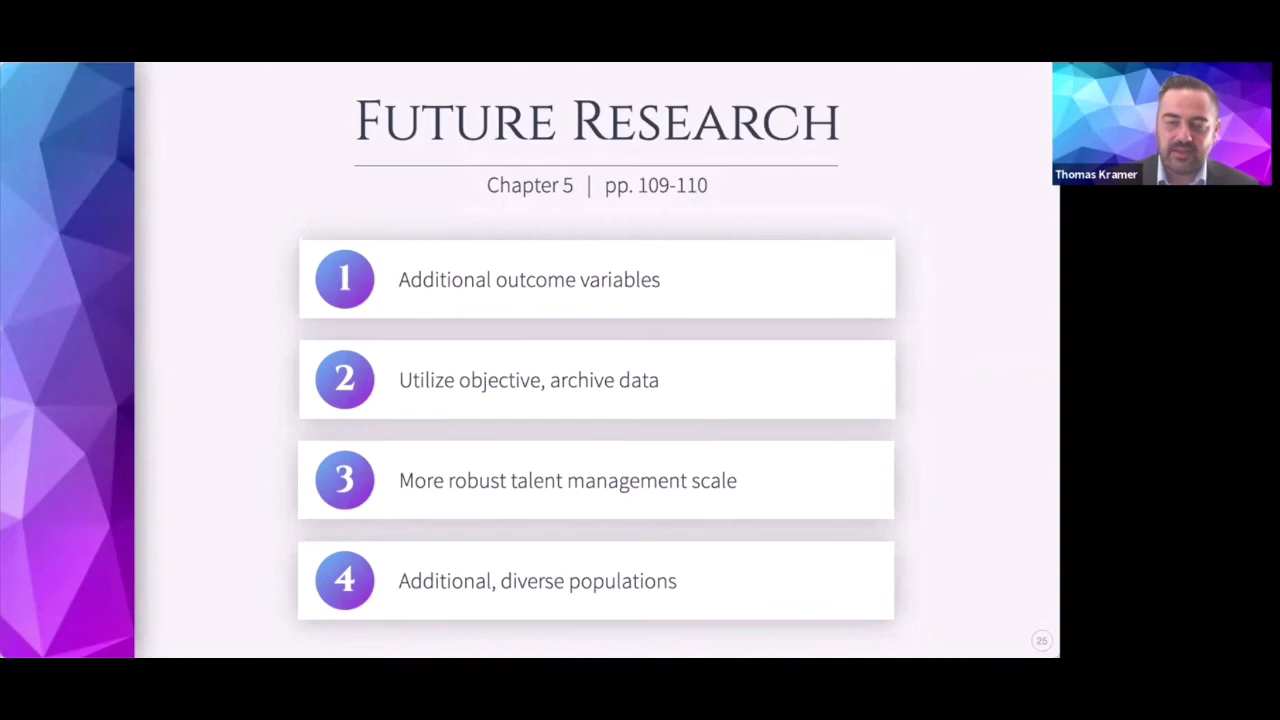 Future Research
Chapter 5 | pp. 109-110
1 Additional outcome variables
2 Utilize objective, archive data
3 More robust talent management scale
4 Additional, diverse populations
25
Thomas Kramer